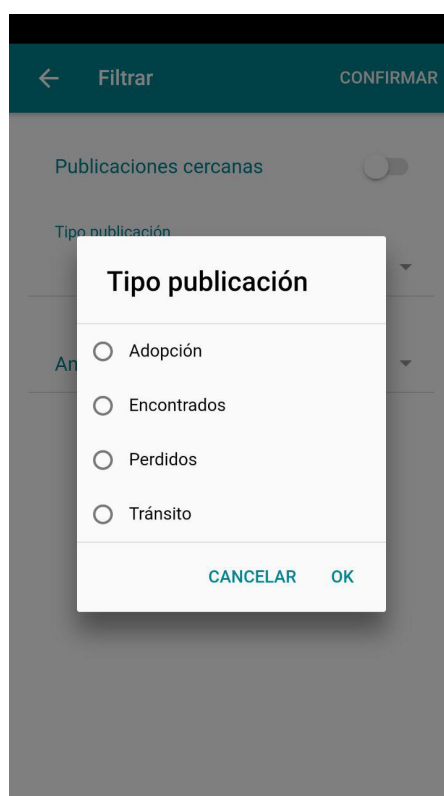 Filtrar
CONFIRMAR
Publicaciones cercanas
Tipo publicación
Tipo publicación
Adopción
Encontrados
Perdidos
Tránsito
CANCELAR
OK